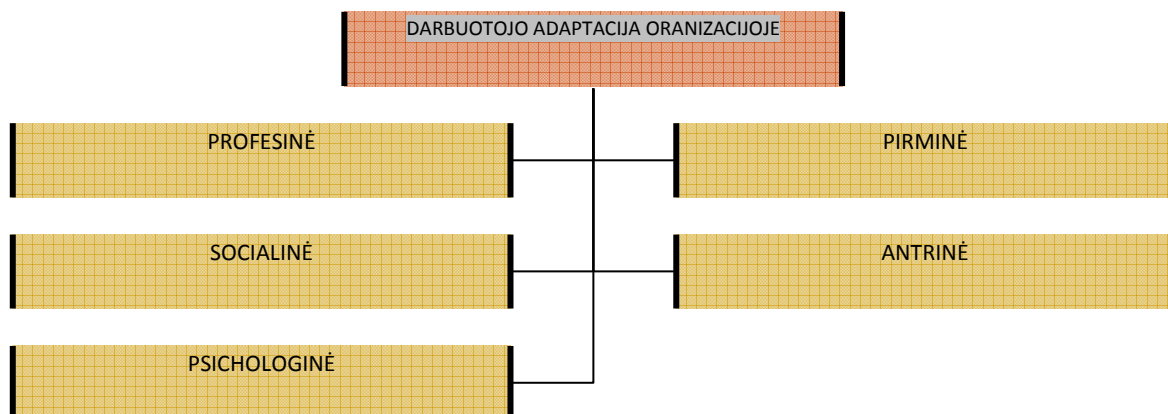 DARBUOTOJO ADAPTACIJA ORANIZACIJOJE
PROFESINĖ
PIRMINĖ
SOCIALINĖ
ANTRINĖ
PSICHOLOGINĖ